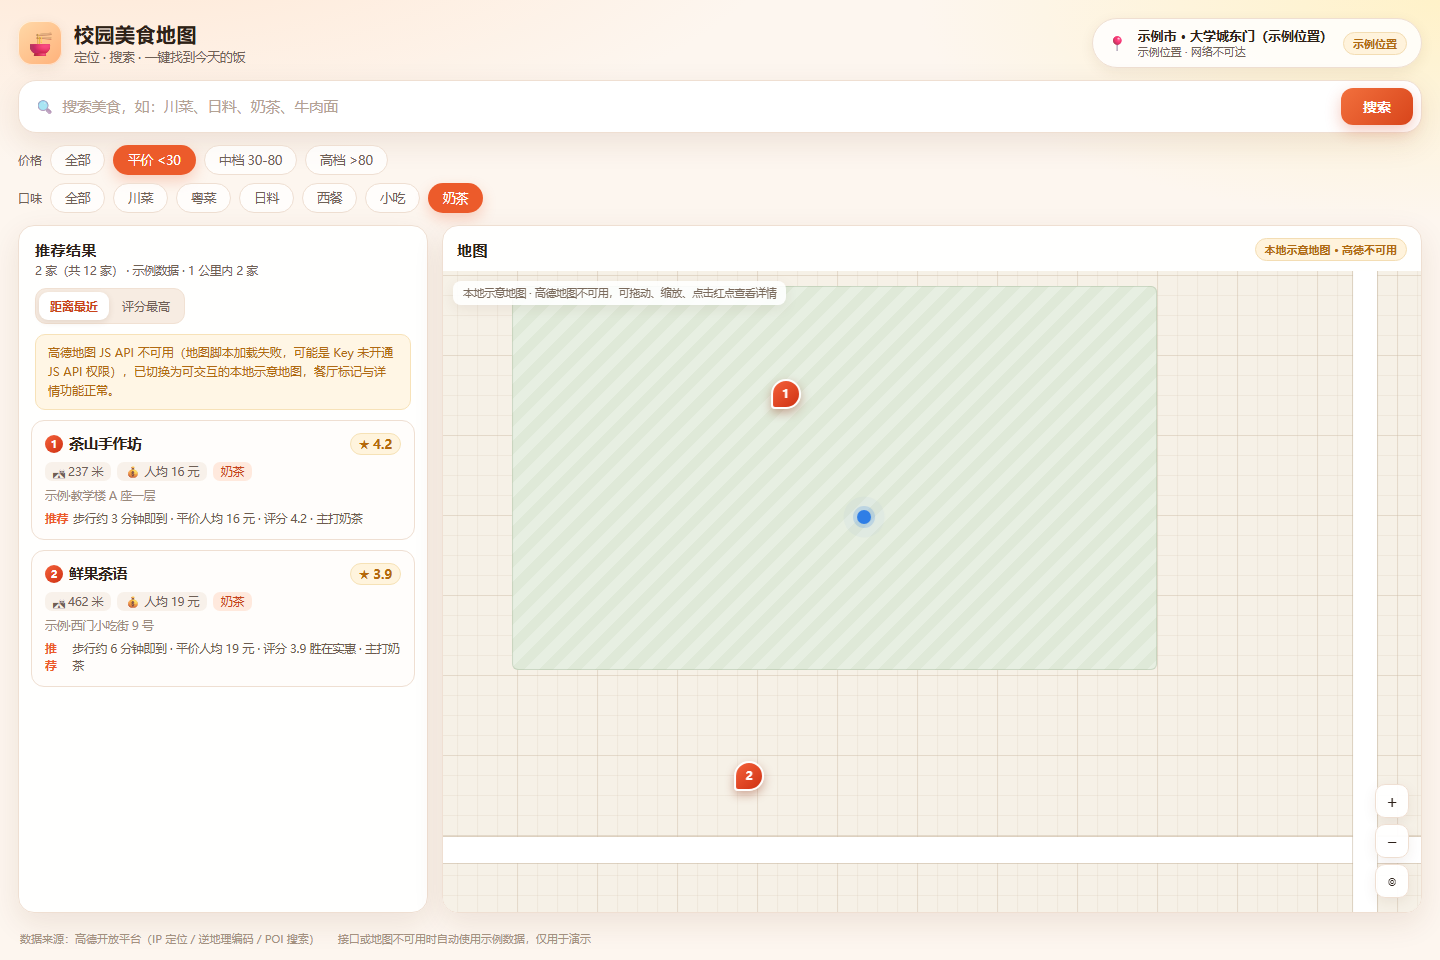 校园美食地图
定位 · 搜索 · 一键找到今天的饭
示例市 • 大学城东门（示例位置）
示例位置 · 网络不可达
示例位置
搜索美食，如：川菜、日料、奶茶、牛肉面
搜索
价格 全部 平价 <30 中档 30-80 高档 >80
口味 全部 川菜 粤菜 日料 西餐 小吃 奶茶
推荐结果
2 家（共 12 家） · 示例数据 · 1 公里内 2 家
距离最近 评分最高
高德地图 JS API 不可用（地图脚本加载失败，可能是 Key 未开通
JS API 权限），已切换为可交互的本地示意地图，餐厅标记与详
情功能正常。
1 茶山手作坊 ★ 4.2
237 米 人均 16 元 奶茶
示例·教学楼 A 座一层
推荐 步行约 3 分钟即到 · 平价人均 16 元 · 评分 4.2 · 主打奶茶
2 鲜果茶语 ★ 3.9
462 米 人均 19 元 奶茶
示例·西门小吃街 9 号
推荐 步行约 6 分钟即到 · 平价人均 19 元 · 评分 3.9 胜在实惠 · 主打奶
茶
地图
本地示意地图 • 高德不可用
本地示意地图 · 高德地图不可用，可拖动、缩放、点击红点查看详情
1
2
+
−
◎
数据来源：高德开放平台（IP 定位 / 逆地理编码 / POI 搜索） 接口或地图不可用时自动使用示例数据，仅用于演示